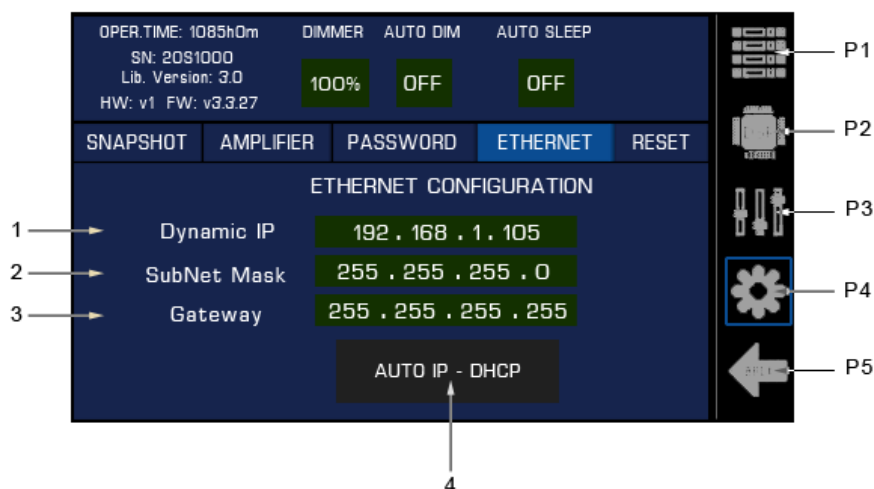 OPER.TIME: 1085h0m
SN: 20S1000
Lib. Version: 3.0
HW: v1 FW: v3.3.27
DIMMER AUTO DIM AUTO SLEEP
100% OFF OFF
SNAPSHOT AMPLIFIER PASSWORD ETHERNET RESET
ETHERNET CONFIGURATION
1 Dynamic IP 192 . 168 . 1 . 105
2 SubNet Mask 255 . 255 . 255 . 0
3 Gateway 255 . 255 . 255 . 255
AUTO IP - DHCP
4
P1
P2
P3
P4
P5